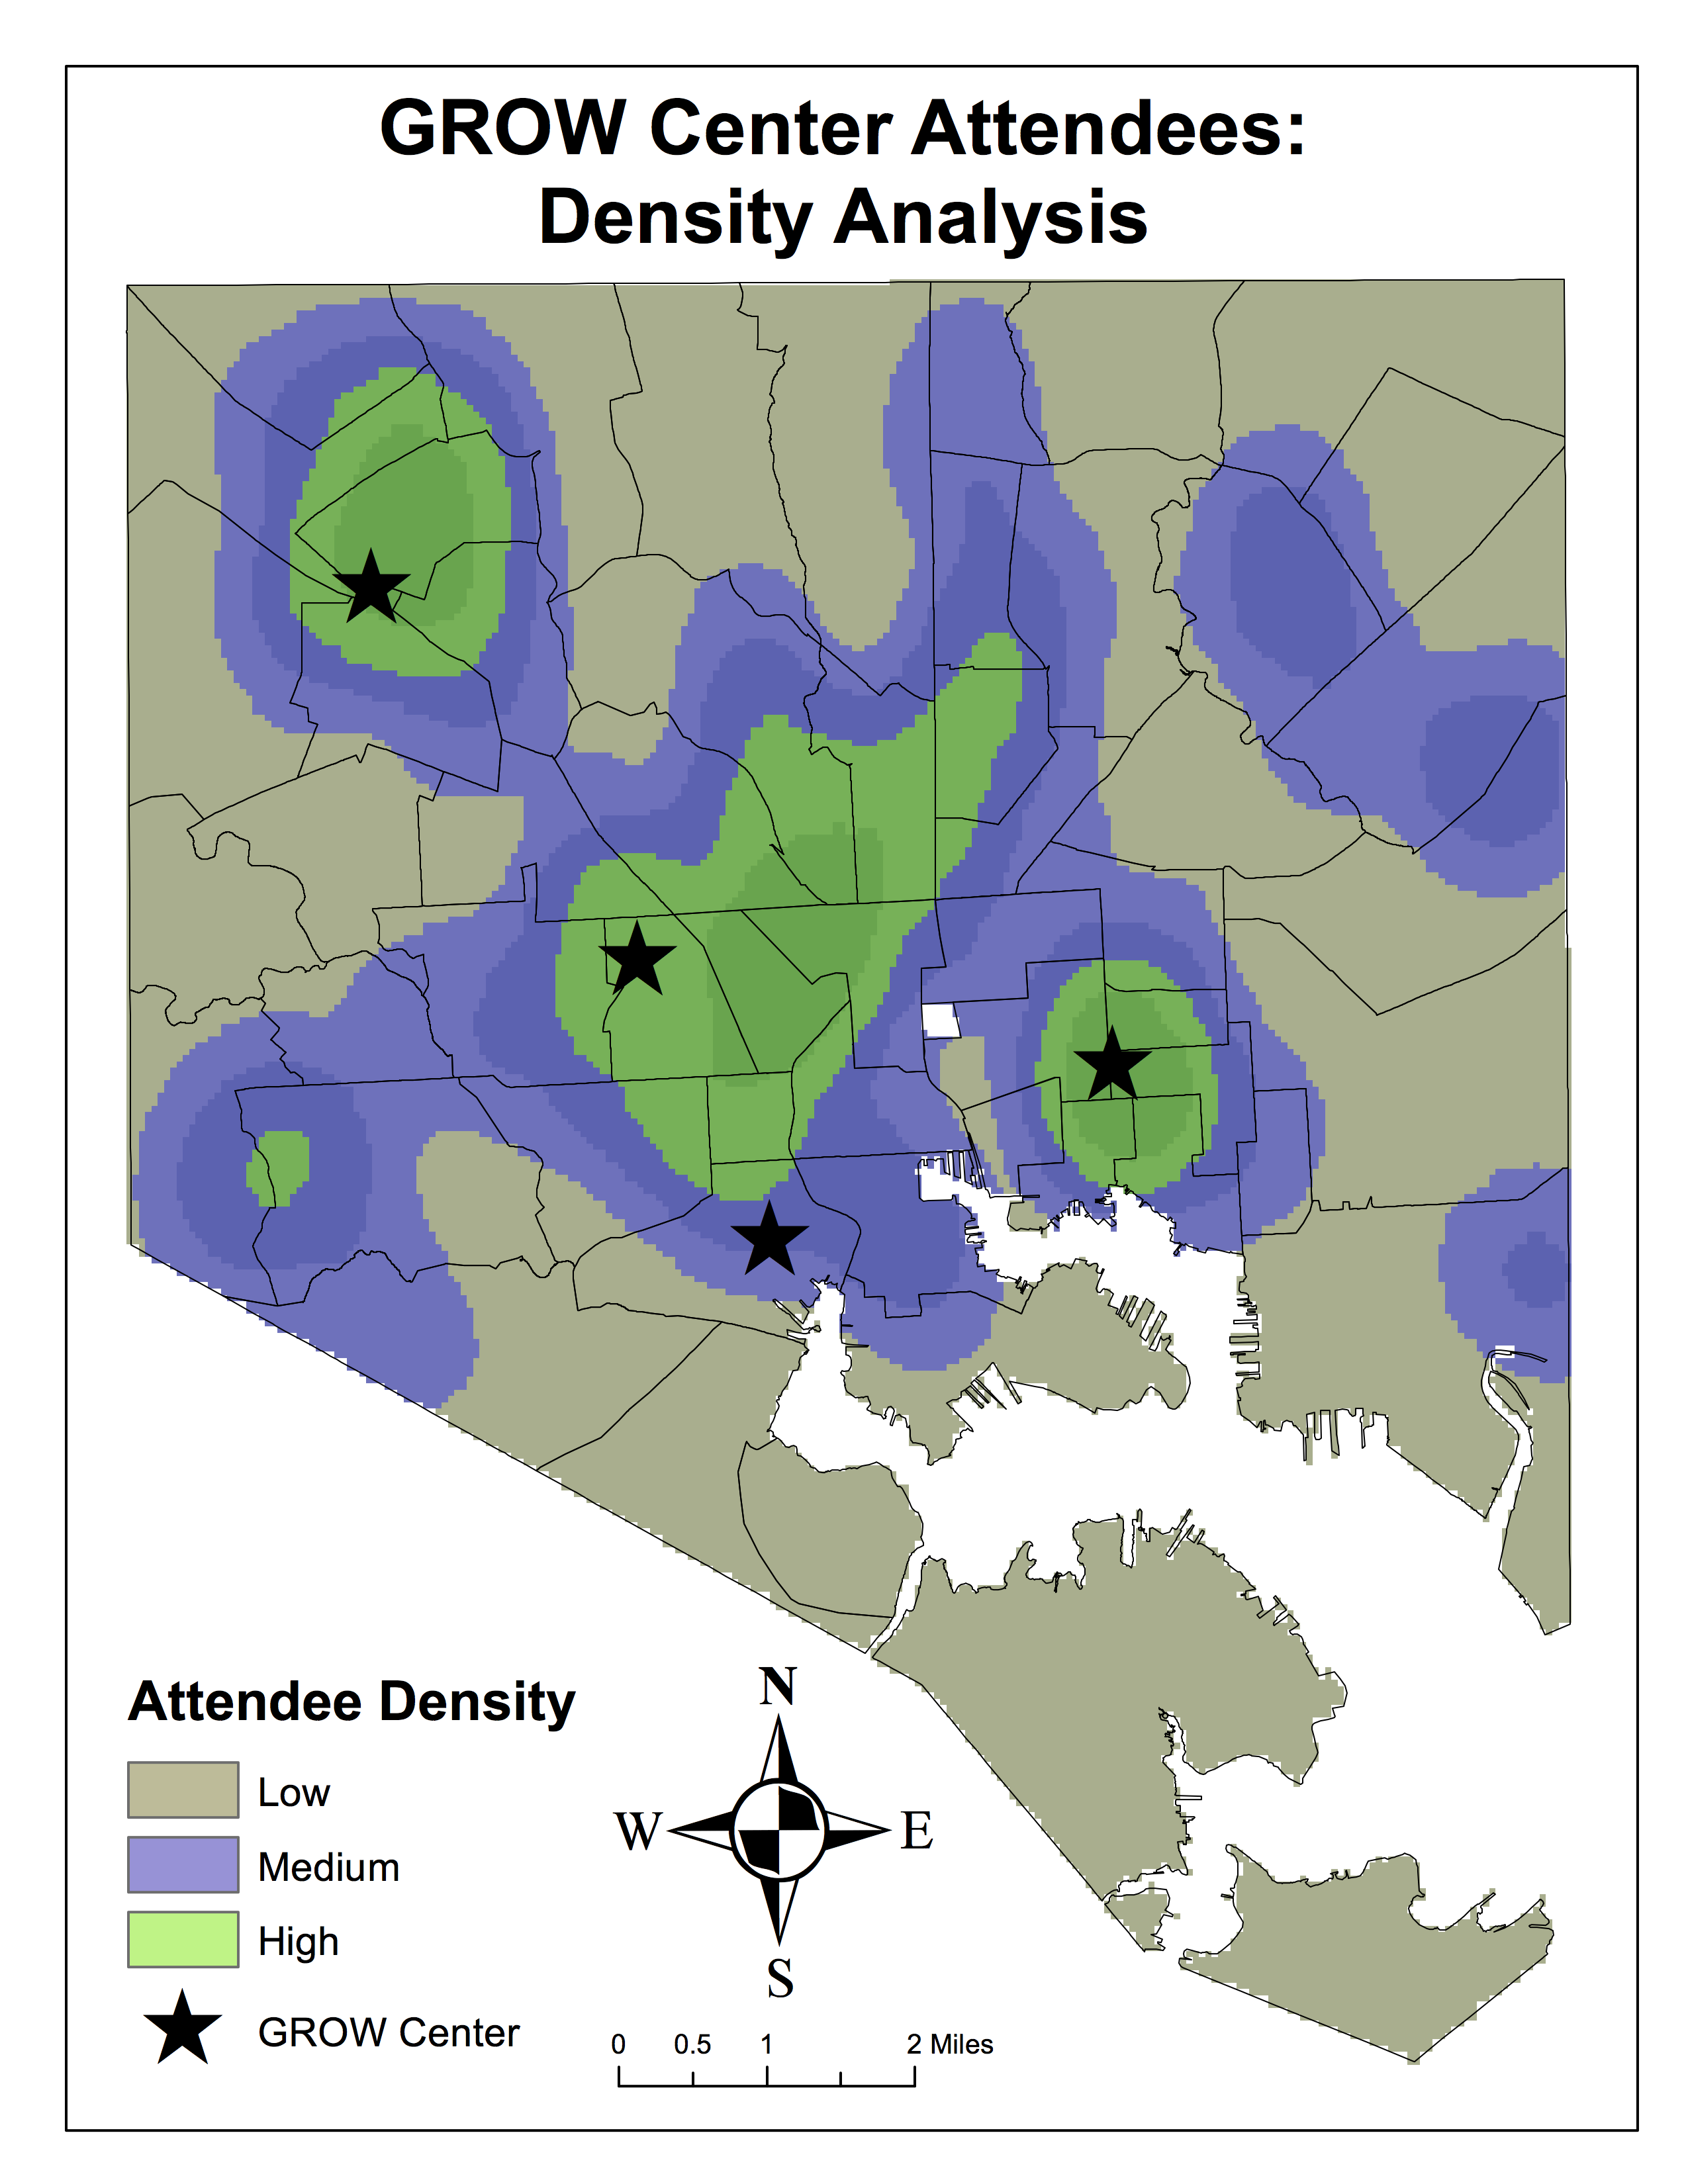 GROW Center Attendees:
Density Analysis
Attendee Density
Low
Medium
High
GROW Center
N
W E
S
0 0.5 1 2 Miles